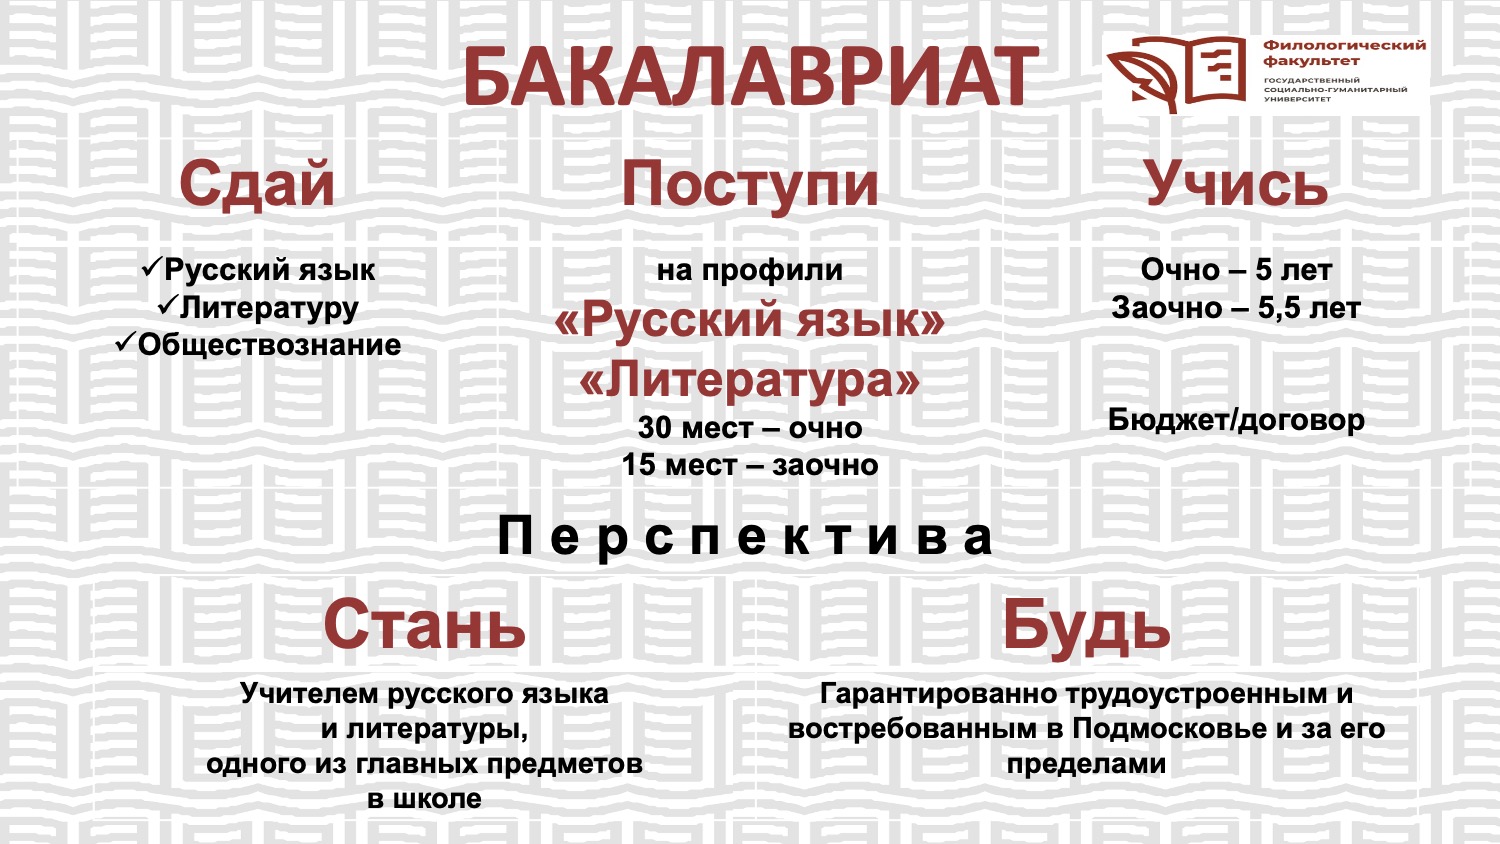 БАКАЛАВРИАТ
Филологический
факультет
ГОСУДАРСТВЕННЫЙ
СОЦИАЛЬНО-ГУМАНИТАРНЫЙ
УНИВЕРСИТЕТ
Сдай
✓Русский язык
✓Литературу
✓Обществознание
Поступи
на профили
«Русский язык»
«Литература»
30 мест – очно
15 мест – заочно
Учись
Очно – 5 лет
Заочно – 5,5 лет
Бюджет/договор
Перспектива
Стань
Учителем русского языка
и литературы,
одного из главных предметов
в школе
Будь
Гарантированно трудоустроенным и
востребованным в Подмосковье и за его
пределами